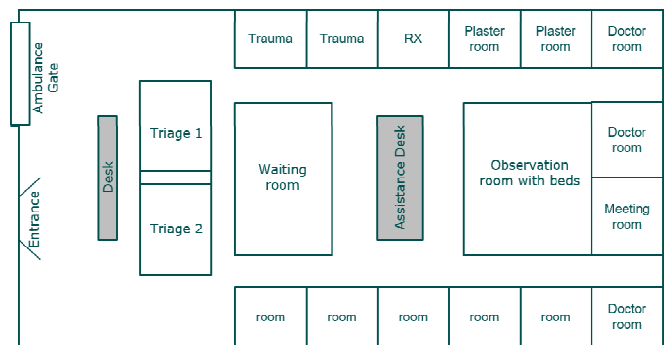 Trauma
Trauma
RX
Plaster
room
Plaster
room
Doctor
room
Ambulance
Gate
Triage 1
Desk
Waiting
room
Assistance Desk
Observation
room with beds
Doctor
room
Entrance
Triage 2
Meeting
room
room
room
room
room
room
Doctor
room